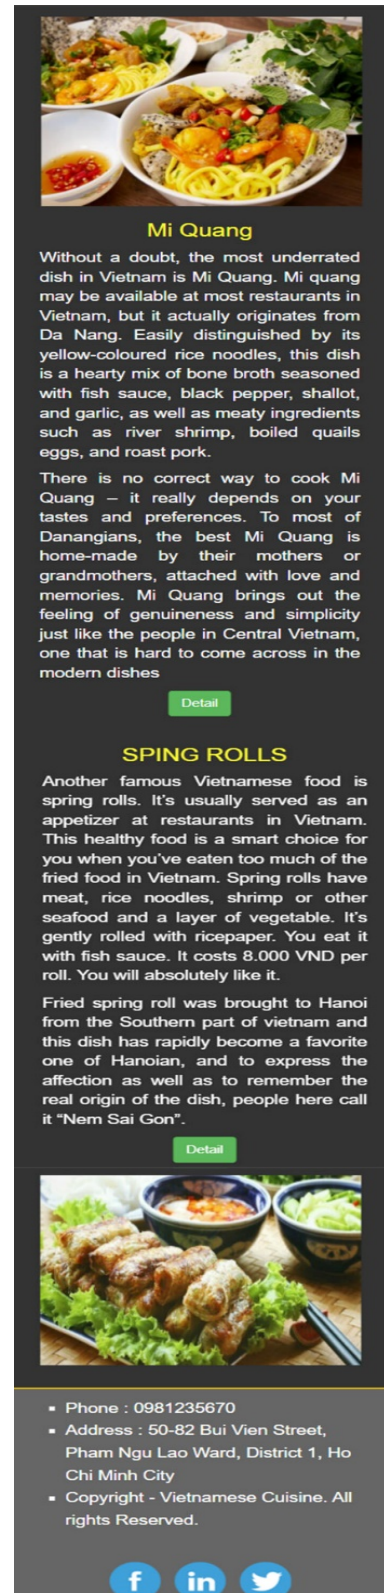 Mi Quang
Without a doubt, the most underrated
dish in Vietnam is Mi Quang. Mi quang
may be available at most restaurants in
Vietnam, but it actually originates from
Da Nang. Easily distinguished by its
yellow-coloured rice noodles, this dish
is a hearty mix of bone broth seasoned
with fish sauce, black pepper, shallot,
and garlic, as well as meaty ingredients
such as river shrimp, boiled quails
eggs, and roast pork.
There is no correct way to cook Mi
Quang – it really depends on your
tastes and preferences. To most of
Danangians, the best Mi Quang is
home-made by their mothers or
grandmothers, attached with love and
memories. Mi Quang brings out the
feeling of genuineness and simplicity
just like the people in Central Vietnam,
one that is hard to come across in the
modern dishes
Detail
SPING ROLLS
Another famous Vietnamese food is
spring rolls. It's usually served as an
appetizer at restaurants in Vietnam.
This healthy food is a smart choice for
you when you've eaten too much of the
fried food in Vietnam. Spring rolls have
meat, rice noodles, shrimp or other
seafood and a layer of vegetable. It's
gently rolled with ricepaper. You eat it
with fish sauce. It costs 8.000 VND per
roll. You will absolutely like it.
Fried spring roll was brought to Hanoi
from the Southern part of vietnam and
this dish has rapidly become a favorite
one of Hanoian, and to express the
affection as well as to remember the
real origin of the dish, people here call
it “Nem Sai Gon”.
Detail
Phone : 0981235670
Address : 50-82 Bui Vien Street,
Pham Ngu Lao Ward, District 1, Ho
Chi Minh City
Copyright - Vietnamese Cuisine. All
rights Reserved.
f in